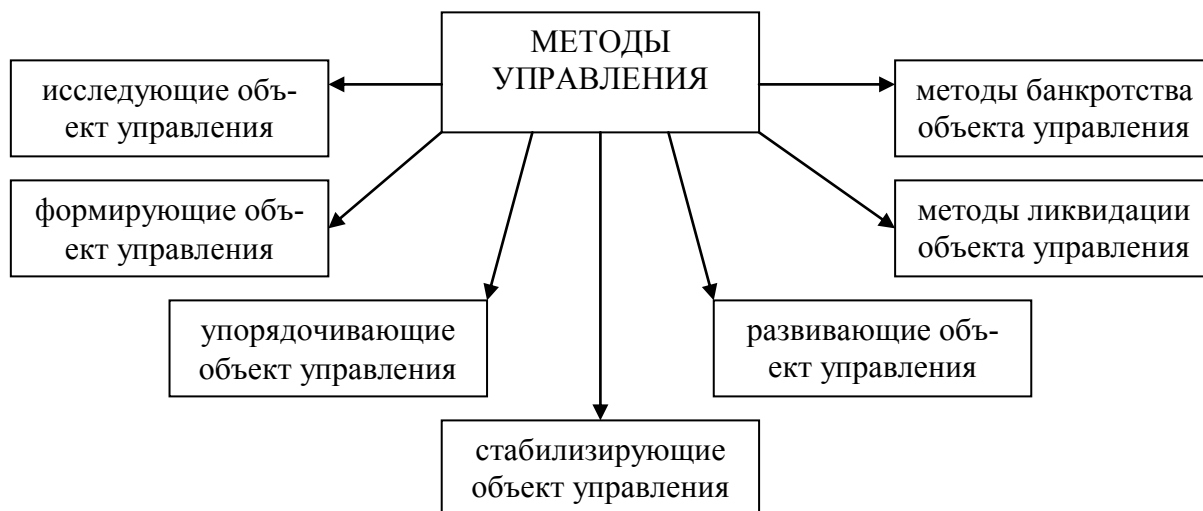 МЕТОДЫ
УПРАВЛЕНИЯ
исследующие объ-
ект управления
методы банкротства
объекта управления
формирующие объ-
ект управления
методы ликвидации
объекта управления
упорядочивающие
объект управления
развивающие объ-
ект управления
стабилизирующие
объект управления